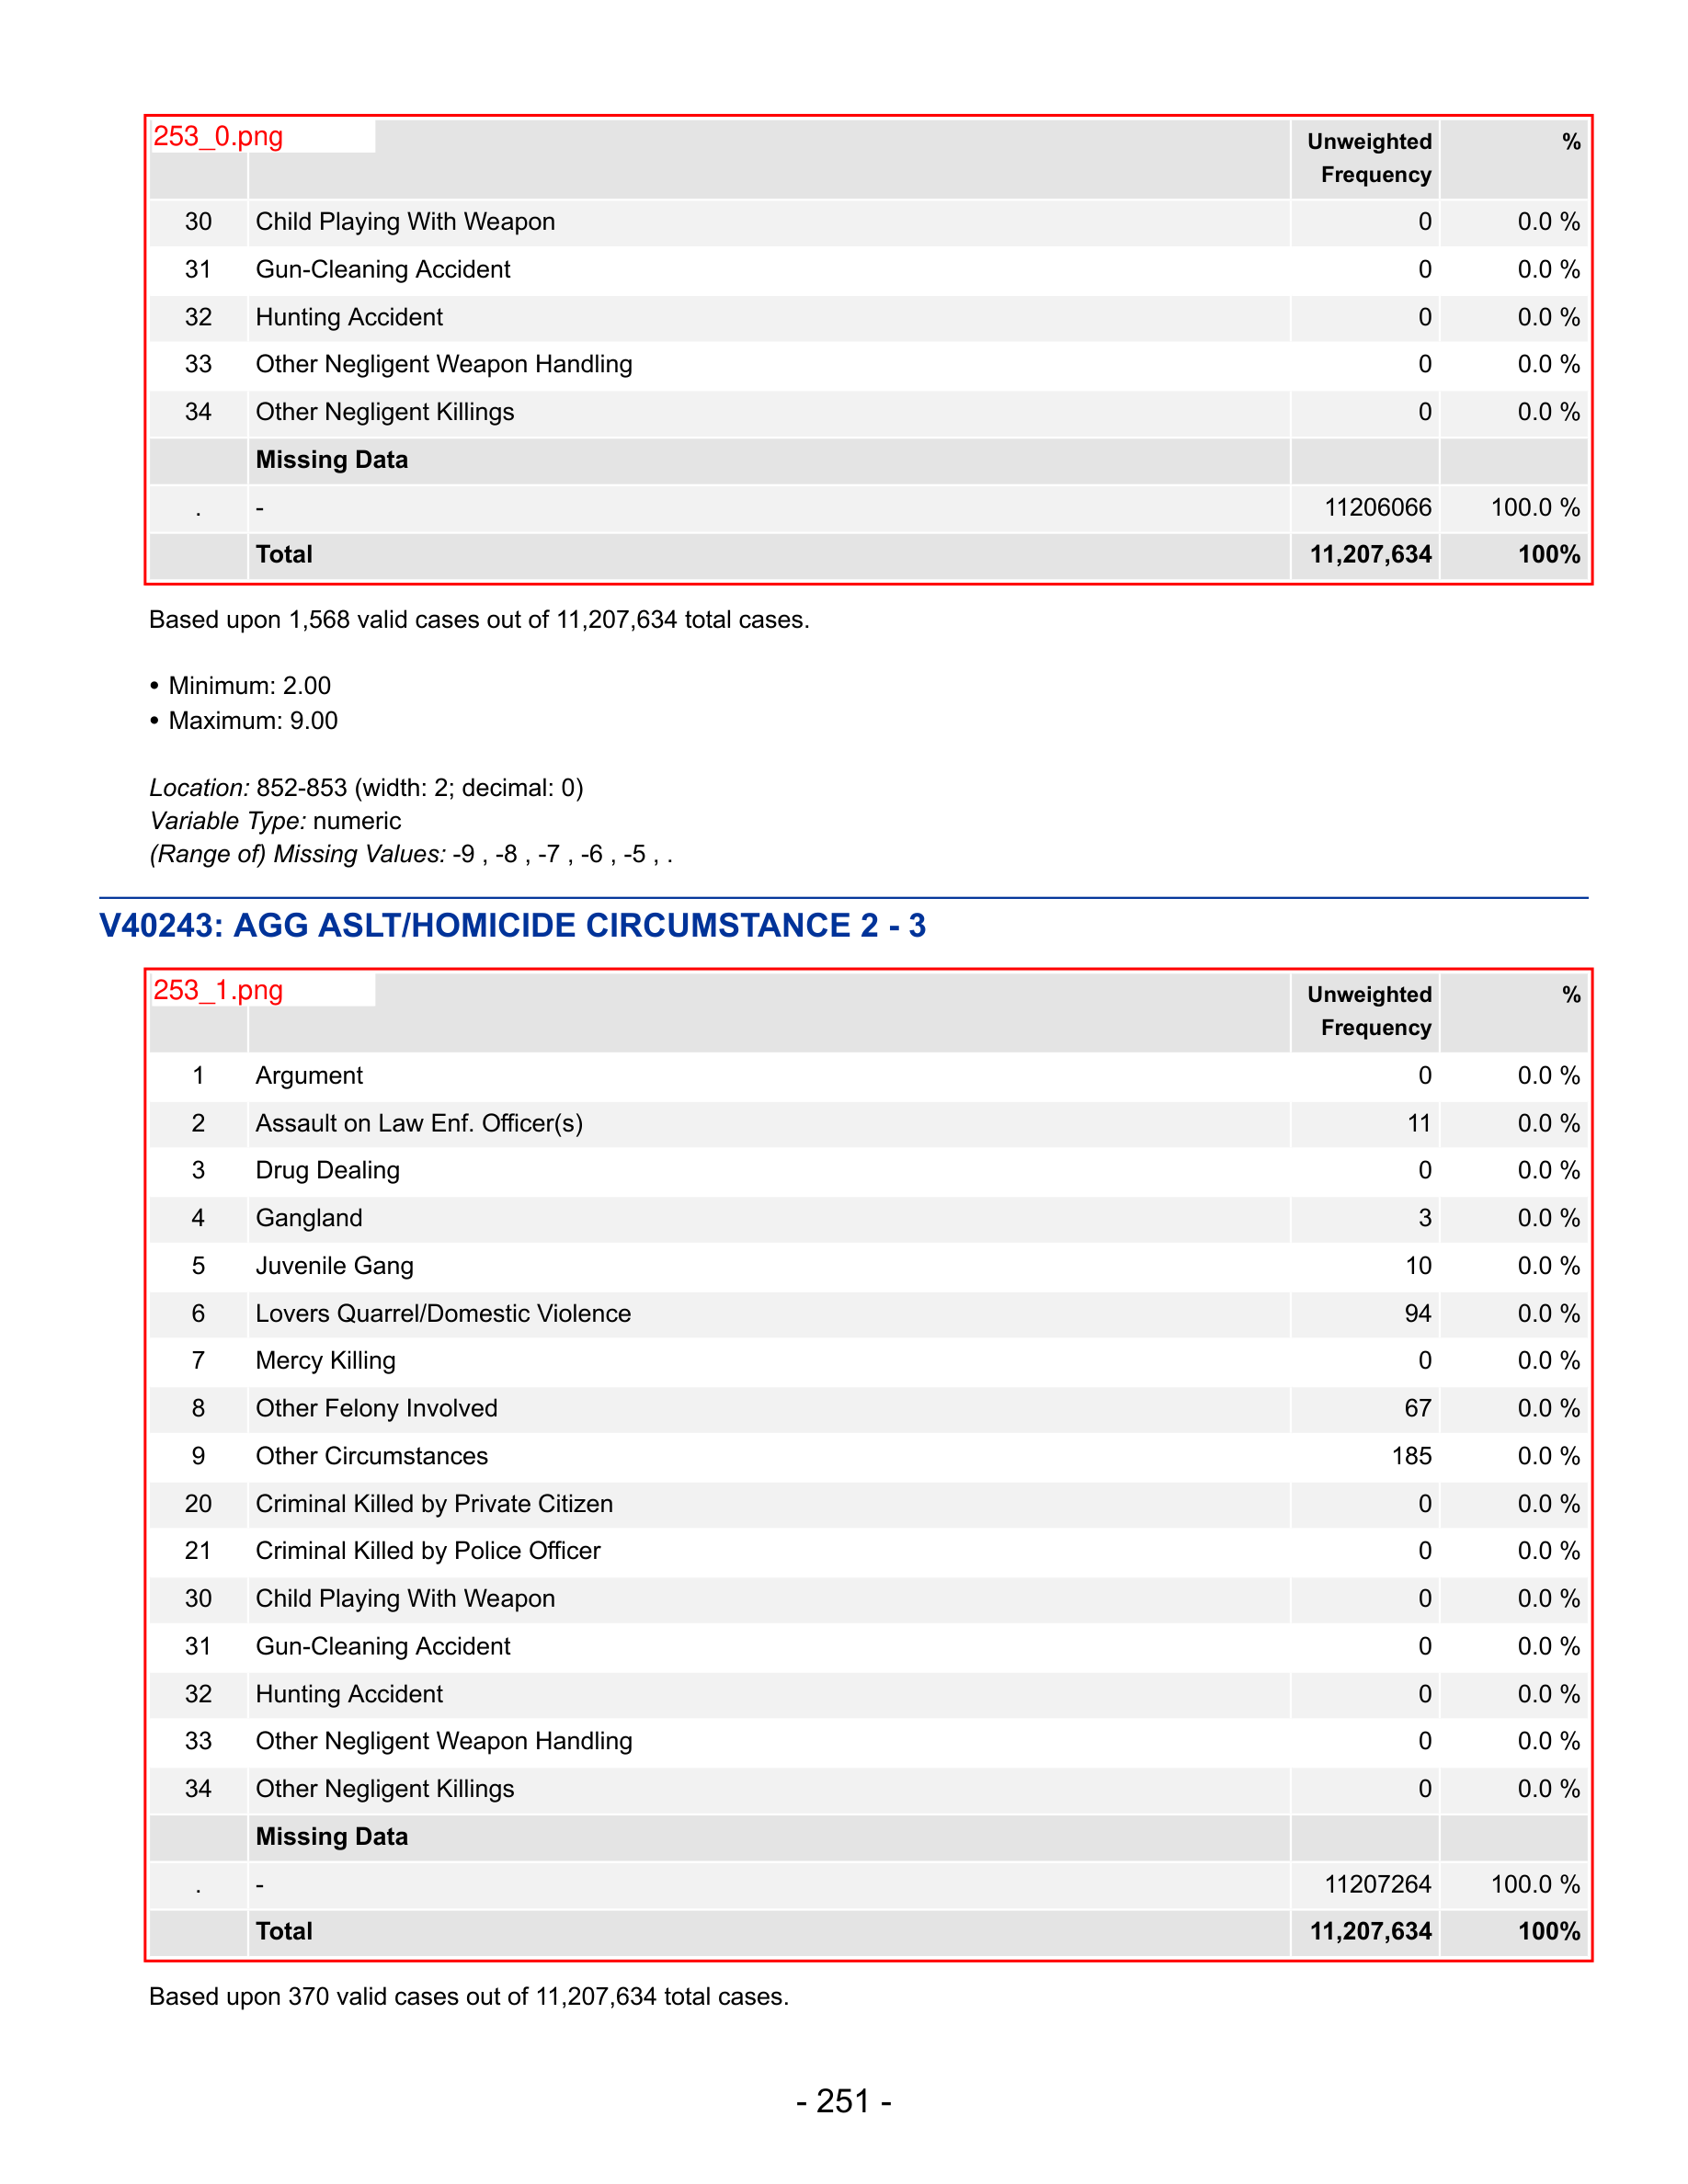 253_0.png
Unweighted Frequency %
30 Child Playing With Weapon 0 0.0 %
31 Gun-Cleaning Accident 0 0.0 %
32 Hunting Accident 0 0.0 %
33 Other Negligent Weapon Handling 0 0.0 %
34 Other Negligent Killings 0 0.0 %
Missing Data
. - 11206066 100.0 %
Total 11,207,634 100%
Based upon 1,568 valid cases out of 11,207,634 total cases.
• Minimum: 2.00
• Maximum: 9.00
Location: 852-853 (width: 2; decimal: 0)
Variable Type: numeric
(Range of) Missing Values: -9 , -8 , -7 , -6 , -5 , .
V40243: AGG ASLT/HOMICIDE CIRCUMSTANCE 2 - 3
253_1.png
Unweighted Frequency %
1 Argument 0 0.0 %
2 Assault on Law Enf. Officer(s) 11 0.0 %
3 Drug Dealing 0 0.0 %
4 Gangland 3 0.0 %
5 Juvenile Gang 10 0.0 %
6 Lovers Quarrel/Domestic Violence 94 0.0 %
7 Mercy Killing 0 0.0 %
8 Other Felony Involved 67 0.0 %
9 Other Circumstances 185 0.0 %
20 Criminal Killed by Private Citizen 0 0.0 %
21 Criminal Killed by Police Officer 0 0.0 %
30 Child Playing With Weapon 0 0.0 %
31 Gun-Cleaning Accident 0 0.0 %
32 Hunting Accident 0 0.0 %
33 Other Negligent Weapon Handling 0 0.0 %
34 Other Negligent Killings 0 0.0 %
Missing Data
. - 11207264 100.0 %
Total 11,207,634 100%
Based upon 370 valid cases out of 11,207,634 total cases.
- 251 -